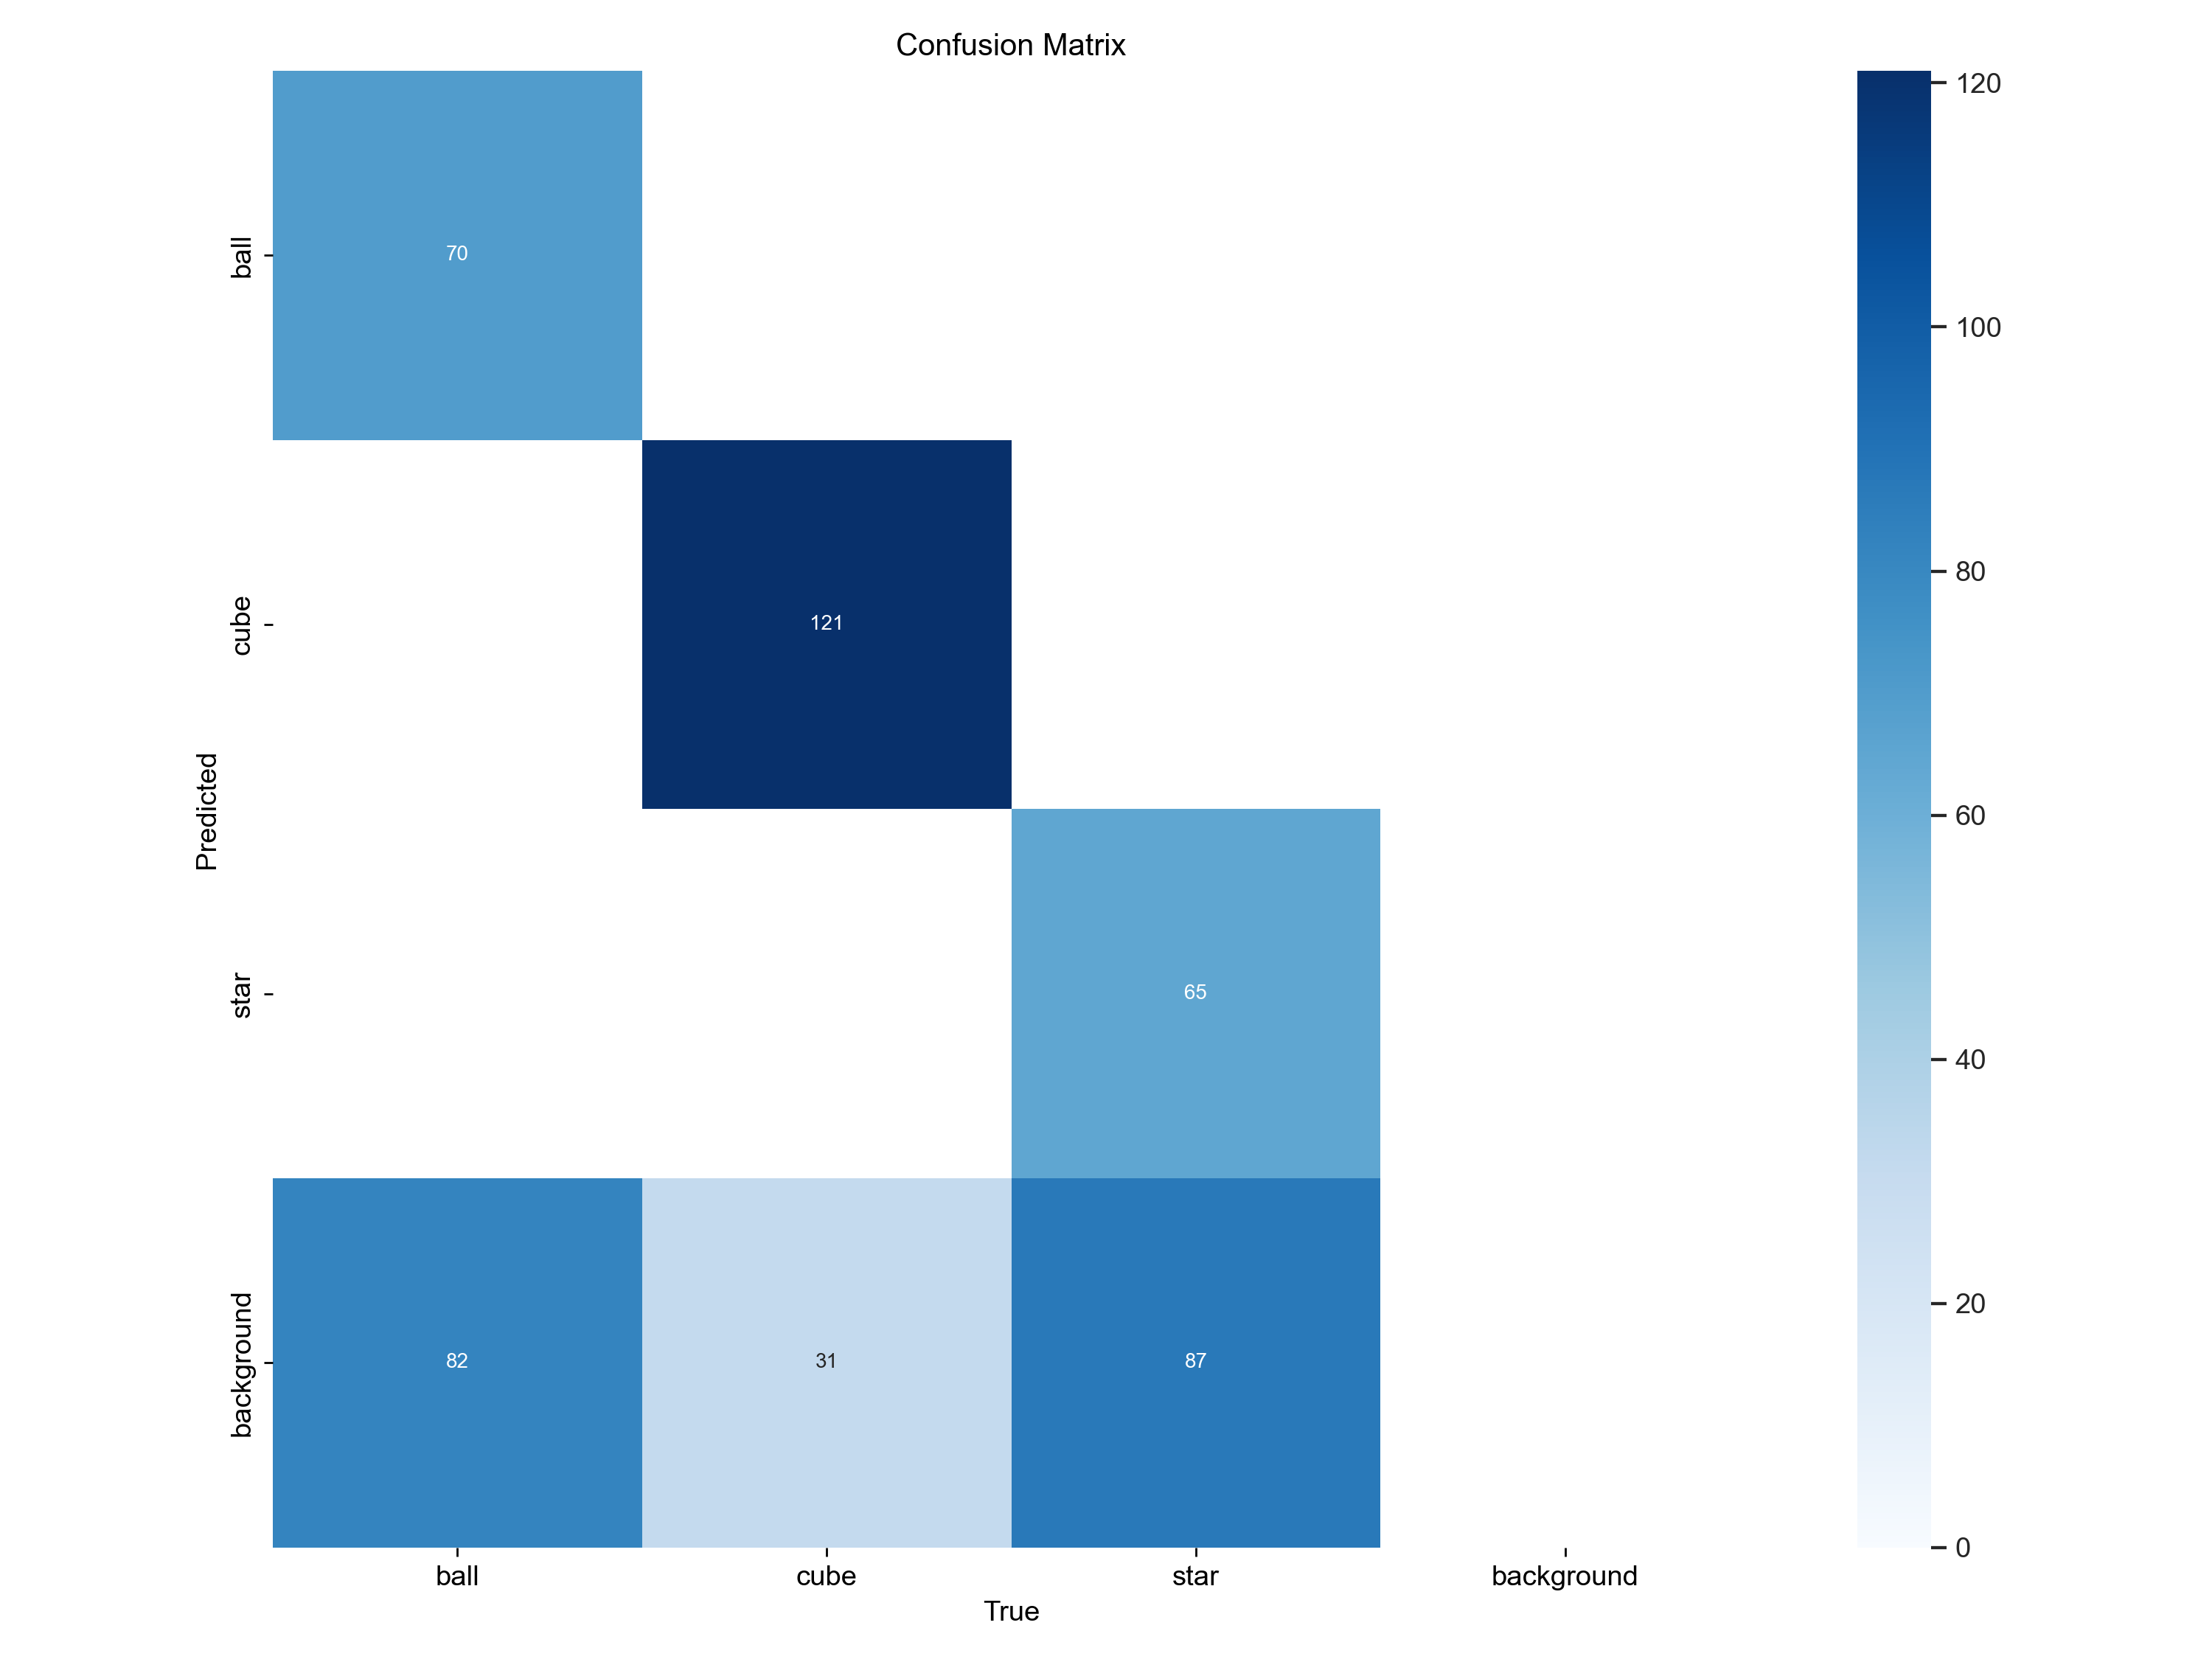 Confusion Matrix
ball
70
cube
121
star
65
background
82 31 87
Predicted
ball cube star background
True
120
100
80
60
40
20
0